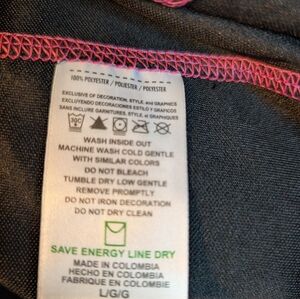 100% POLYESTER / POLIESTER / POLYESTER
EXCLUSIVE OF DECORATION, STYLE, and GRAPHICS
EXCLUYENDO DECORACIONES ESTILO Y GRAFICOS
SANS INCLURE GARNITURES, STYLE, et GRAPHIQUES
30C
WASH INSIDE OUT
MACHINE WASH COLD GENTLE
WITH SIMILAR COLORS
DO NOT BLEACH
TUMBLE DRY LOW GENTLE
REMOVE PROMPTLY
DO NOT IRON DECORATION
DO NOT DRY CLEAN
SAVE ENERGY LINE DRY
MADE IN COLOMBIA
HECHO EN COLOMBIA
FABRIQUE EN COLOMBIE
L/G/G